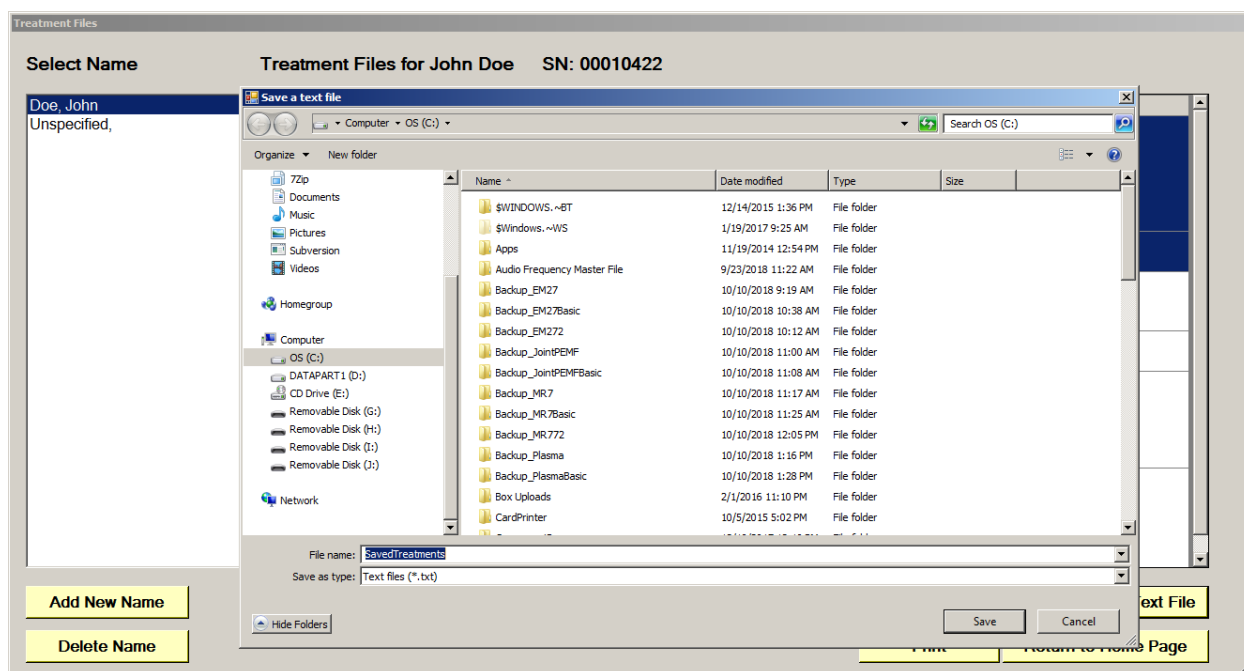 Treatment Files
Select Name
Treatment Files for John Doe SN: 00010422
Doe, John
Unspecified,
Save a text file
Computer OS (C:)
Search OS (C:)
Organize New folder
7Zip
Documents
Music
Pictures
Subversion
Videos
Homegroup
Computer
OS (C:)
DATAPART1 (D:)
CD Drive (E:)
Removable Disk (G:)
Removable Disk (H:)
Removable Disk (I:)
Removable Disk (J:)
Network
Name Date modified Type Size
$WINDOWS.~BT 12/14/2015 1:36 PM File folder
$Windows.~WS 1/19/2017 9:25 AM File folder
Apps 11/19/2014 12:54 PM File folder
Audio Frequency Master File 9/23/2018 11:22 AM File folder
Backup_EM27 10/10/2018 9:19 AM File folder
Backup_EM27Basic 10/10/2018 10:38 AM File folder
Backup_EM272 10/10/2018 10:12 AM File folder
Backup_JointPEMF 10/10/2018 11:00 AM File folder
Backup_JointPEMFBasic 10/10/2018 11:08 AM File folder
Backup_MR7 10/10/2018 11:17 AM File folder
Backup_MR7Basic 10/10/2018 11:25 AM File folder
Backup_MR772 10/10/2018 12:05 PM File folder
Backup_Plasma 10/10/2018 1:16 PM File folder
Backup_PlasmaBasic 10/10/2018 1:28 PM File folder
Box Uploads 2/1/2016 11:10 PM File folder
CardPrinter 10/5/2015 5:02 PM File folder
File name: SavedTreatments
Save as type: Text files (*.txt)
Hide Folders
Save Cancel
Add New Name
Delete Name
ext File
Print
Return to Home Page